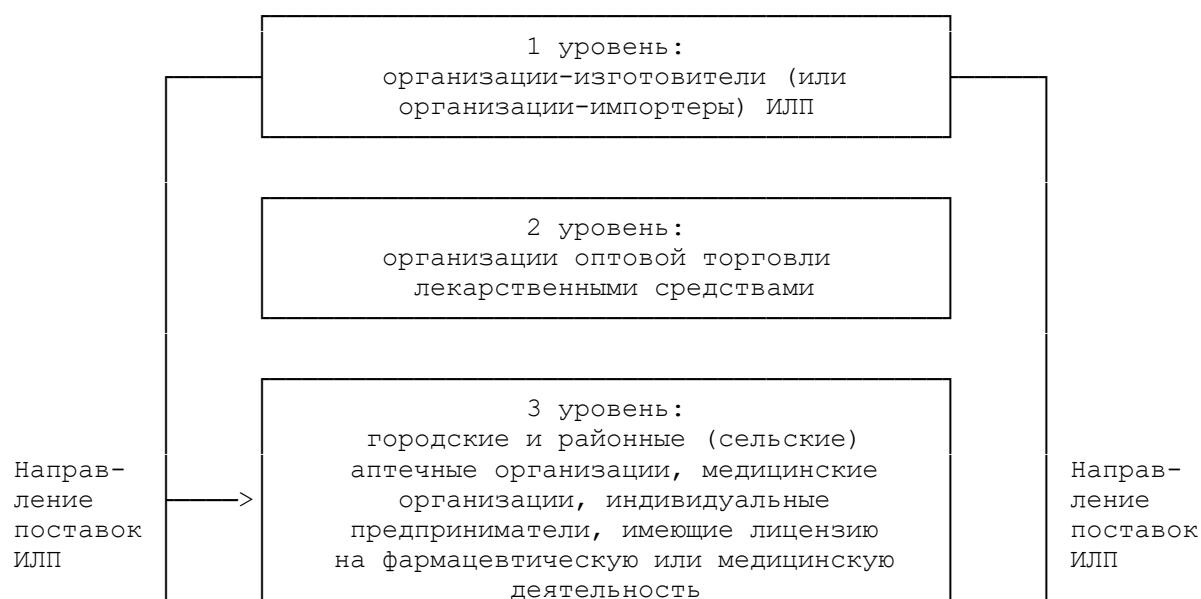 1 уровень:
организации-изготовители (или
организации-импортеры) ИЛП
2 уровень:
организации оптовой торговли
лекарственными средствами
3 уровень:
городские и районные (сельские)
аптечные организации, медицинские
организации, индивидуальные
предприниматели, имеющие лицензию
на фармацевтическую или медицинскую
деятельность
Направ-
ление
поставок
ИЛП
Направ-
ление
поставок
ИЛП